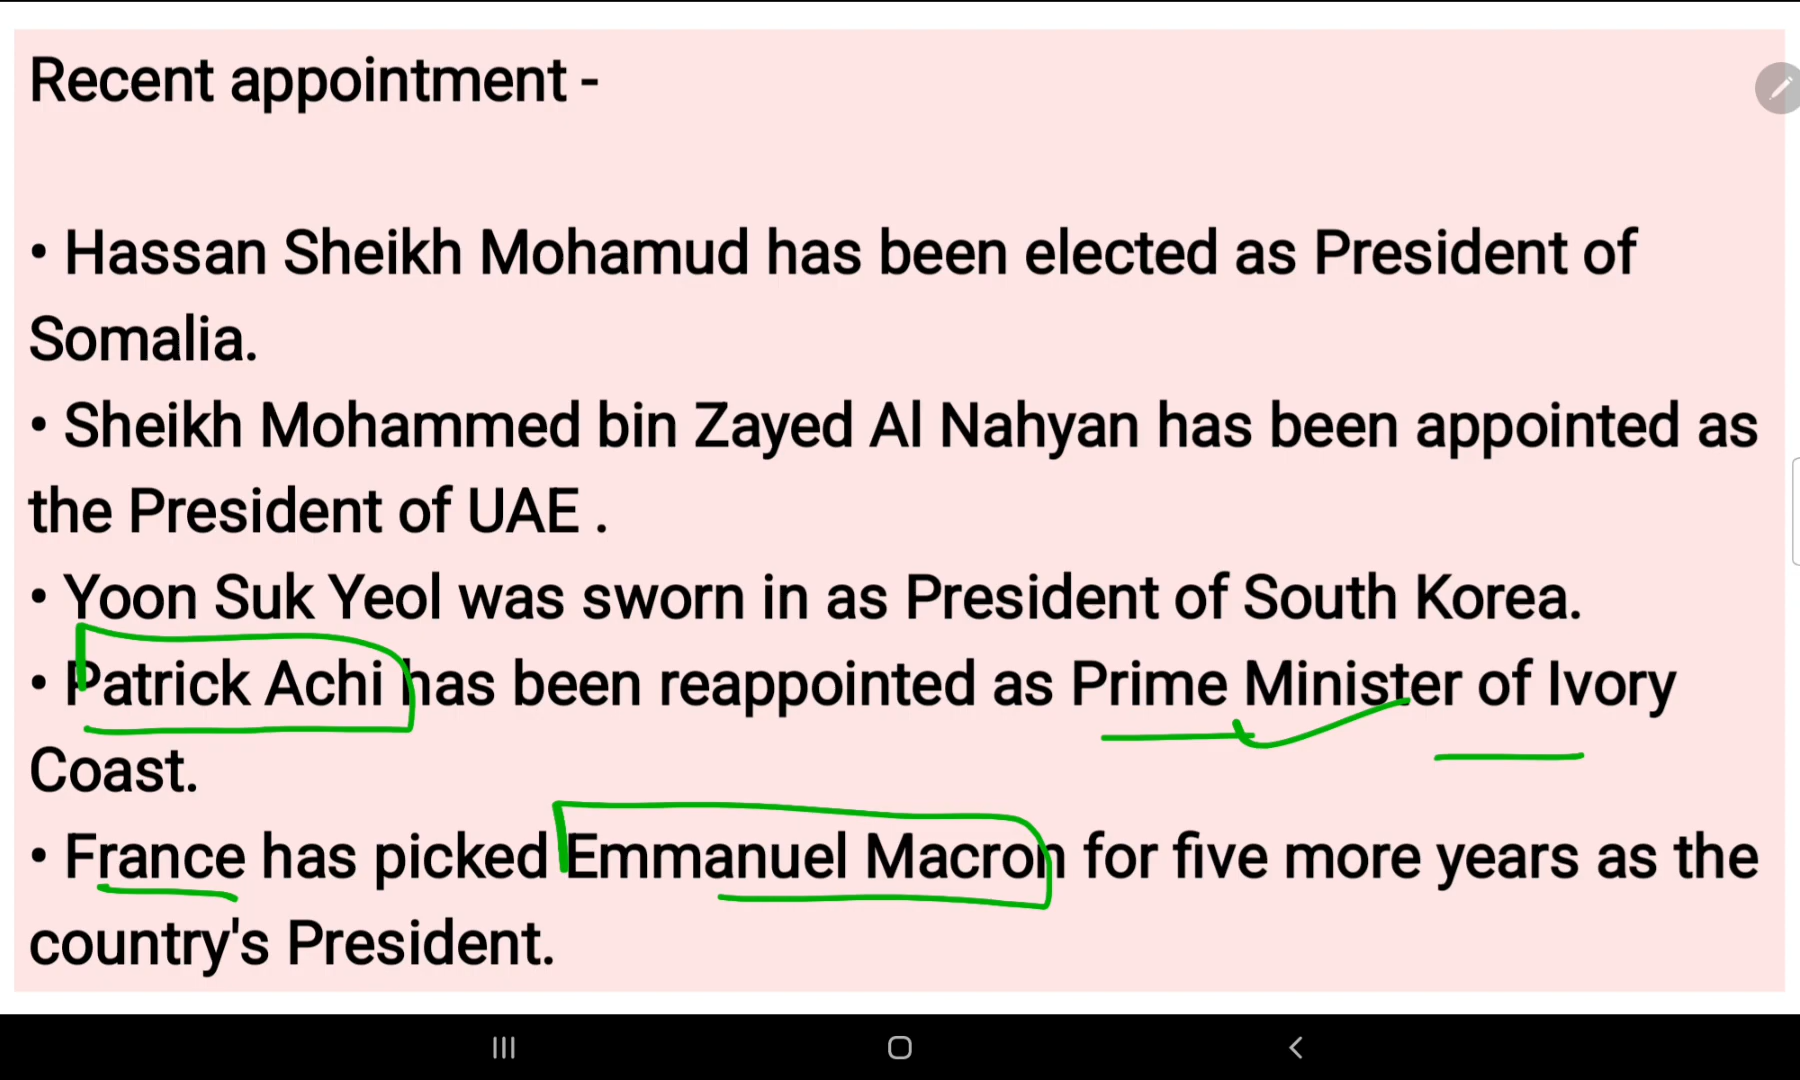 Recent appointment -
• Hassan Sheikh Mohamud has been elected as President of
Somalia.
• Sheikh Mohammed bin Zayed Al Nahyan has been appointed as
the President of UAE .
• Yoon Suk Yeol was sworn in as President of South Korea.
• Patrick Achi has been reappointed as Prime Minister of Ivory
Coast.
• France has picked Emmanuel Macron for five more years as the
country's President.